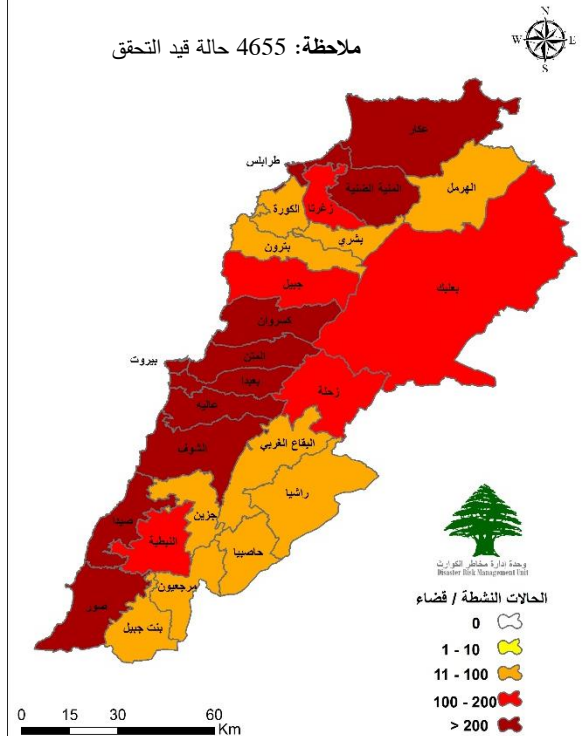 ملاحظة: 4655 حالة قيد التحقق
N
W E
S
عكار
طرابلس
المنية الضنية
الهرمل
زغرتا
الكورة
بشري
بترون
بعلبك
جبيل
كسروان
المتن
بيروت
بعبدا
زحلة
عاليه
البقاع الغربي
الشوف
راشيا
جزين
صيدا
النبطية
حاصبيا
مرجعيون
صور
بنت جبيل
وحدة ادارة مخاطر الكوارث
Disaster Risk Management Unit
الحالات النشطة / قضاء
0
1 - 10
11 - 100
100 - 200
> 200
0 15 30 60
Km